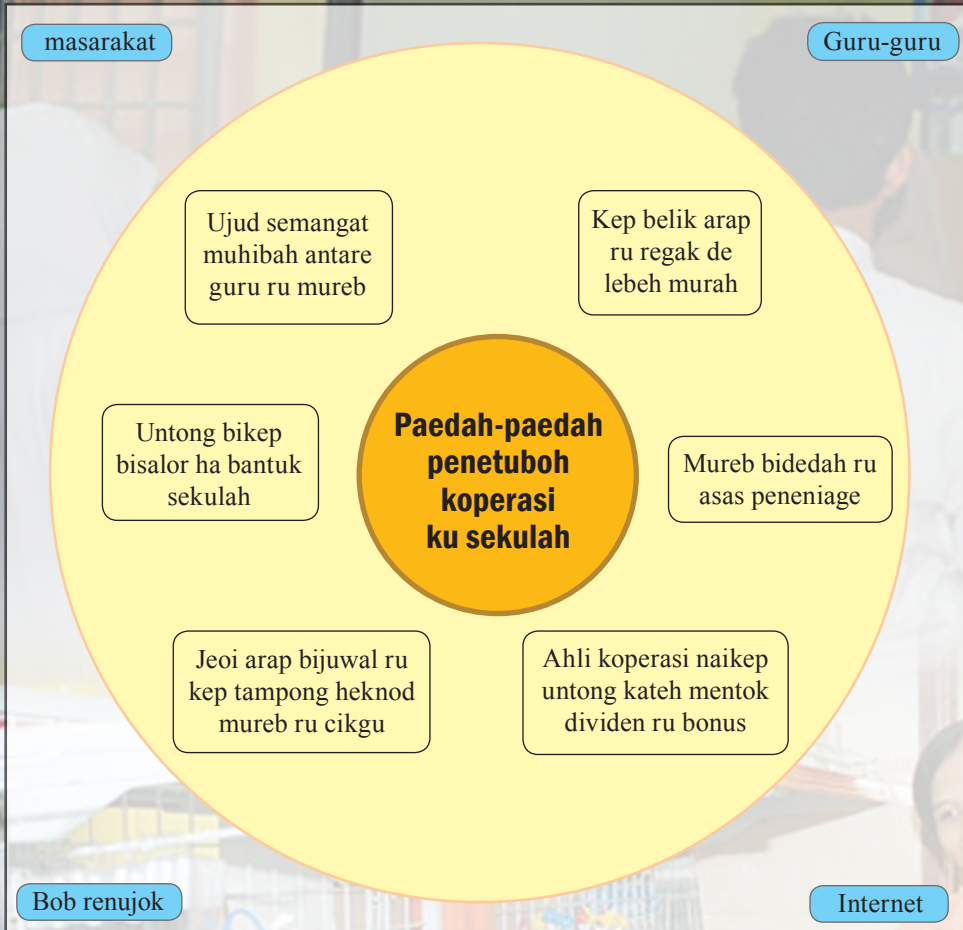 masarakat
Guru-guru
Ujud semangat
muhibah antare
guru ru mureb
Kep belik arap
ru regak de
lebeh murah
Untong bikep
bisalor ha bantuk
sekulah
Paedah-paedah
penetuboh
koperasi
ku sekulah
Mureb bidedah ru
asas peneniage
Jeoi arap bijuwal ru
kep tampong heknod
mureb ru cikgu
Ahli koperasi naikep
untong kateh mentok
dividen ru bonus
Bob renujok
Internet